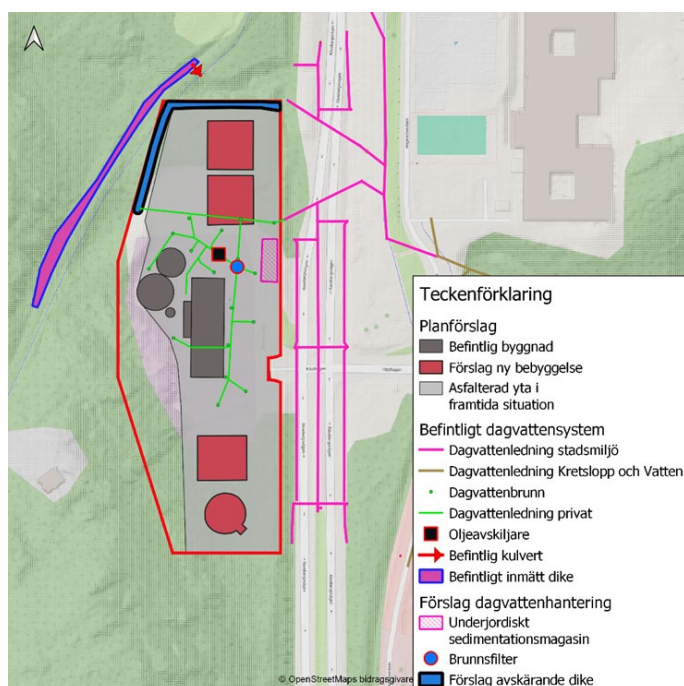 Teckenförklaring
Planförslag
Befintlig byggnad
Förslag ny bebyggelse
Asfalterad yta i
framtida situation
Befintligt dagvattensystem
Dagvattenledning stadsmiljö
Dagvattenledning Kretslopp och Vatten
Dagvattenbrunn
Dagvattenledning privat
Oljeavskiljare
Befintlig kulvert
Befintligt inmätt dike
Förslag dagvattenhantering
Underjordiskt
sedimentationsmagasin
Brunnsfilter
Förslag avskärande dike
© OpenStreetMaps bidragsgivare